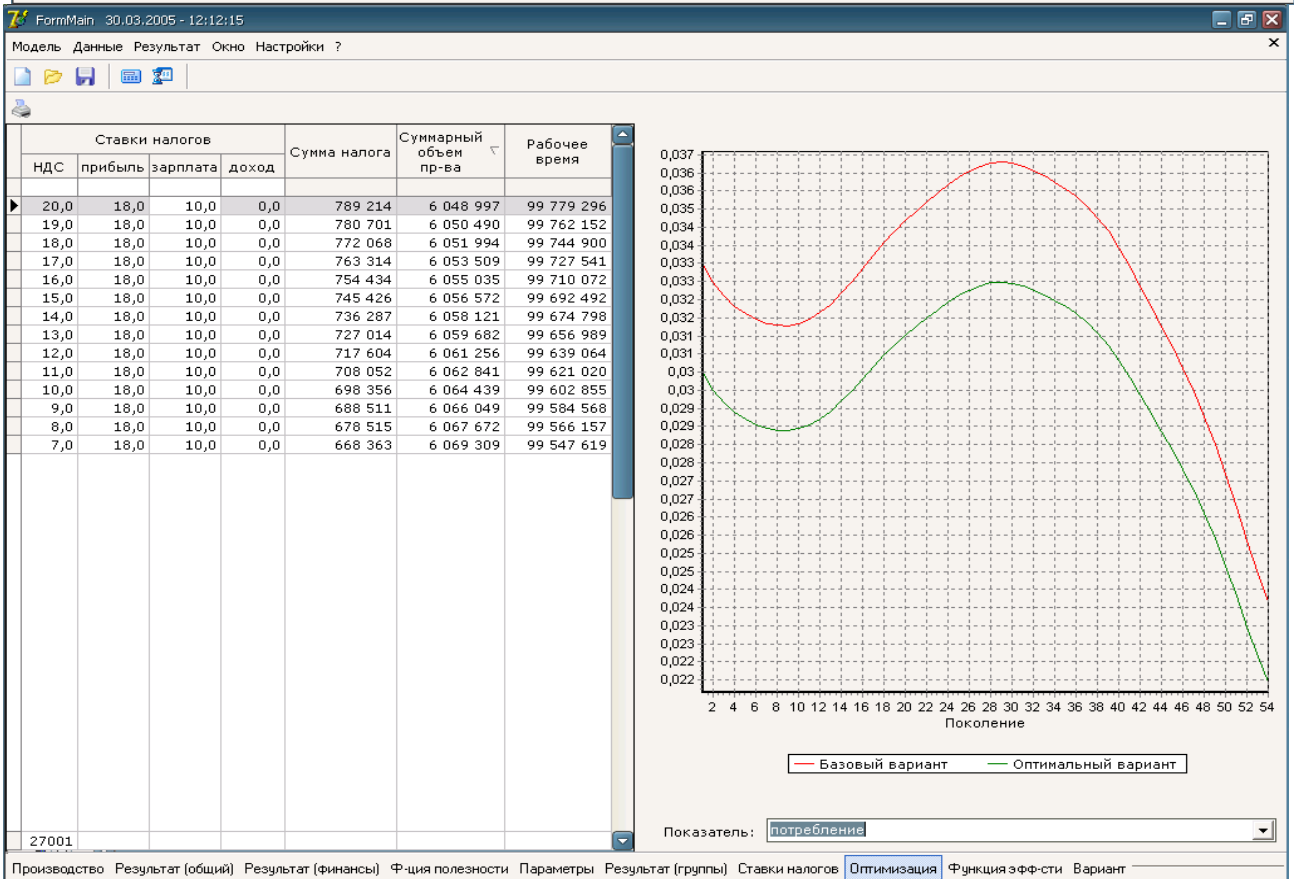 FormMain 30.03.2005 - 12:12:15
Модель Данные Результат Окно Настройки ?
Ставки налогов Сумма налога Суммарный объем пр-ва Рабочее время
НДС прибыль зарплата доход
20,0 18,0 10,0 0,0 789 214 6 048 997 99 779 296
19,0 18,0 10,0 0,0 780 701 6 050 490 99 762 152
18,0 18,0 10,0 0,0 772 068 6 051 994 99 744 900
17,0 18,0 10,0 0,0 763 314 6 053 509 99 727 541
16,0 18,0 10,0 0,0 754 434 6 055 035 99 710 072
15,0 18,0 10,0 0,0 745 426 6 056 572 99 692 492
14,0 18,0 10,0 0,0 736 287 6 058 121 99 674 798
13,0 18,0 10,0 0,0 727 014 6 059 682 99 656 989
12,0 18,0 10,0 0,0 717 604 6 061 256 99 639 064
11,0 18,0 10,0 0,0 708 052 6 062 841 99 621 020
10,0 18,0 10,0 0,0 698 356 6 064 439 99 602 855
9,0 18,0 10,0 0,0 688 511 6 066 049 99 584 568
8,0 18,0 10,0 0,0 678 515 6 067 672 99 566 157
7,0 18,0 10,0 0,0 668 363 6 069 309 99 547 619
27001
0,037
0,036
0,036
0,035
0,034
0,034
0,033
0,033
0,032
0,032
0,031
0,031
0,03
0,03
0,029
0,029
0,028
0,028
0,027
0,027
0,026
0,026
0,025
0,025
0,024
0,024
0,023
0,023
0,022
0,022
2 4 6 8 10 12 14 16 18 20 22 24 26 28 30 32 34 36 38 40 42 44 46 48 50 52 54
Поколение
Базовый вариант Оптимальный вариант
Показатель: потребление
Производство Результат (общий) Результат (финансы) Ф-ция полезности Параметры Результат (группы) Ставки налогов Оптимизация Функция эфф-сти Вариант